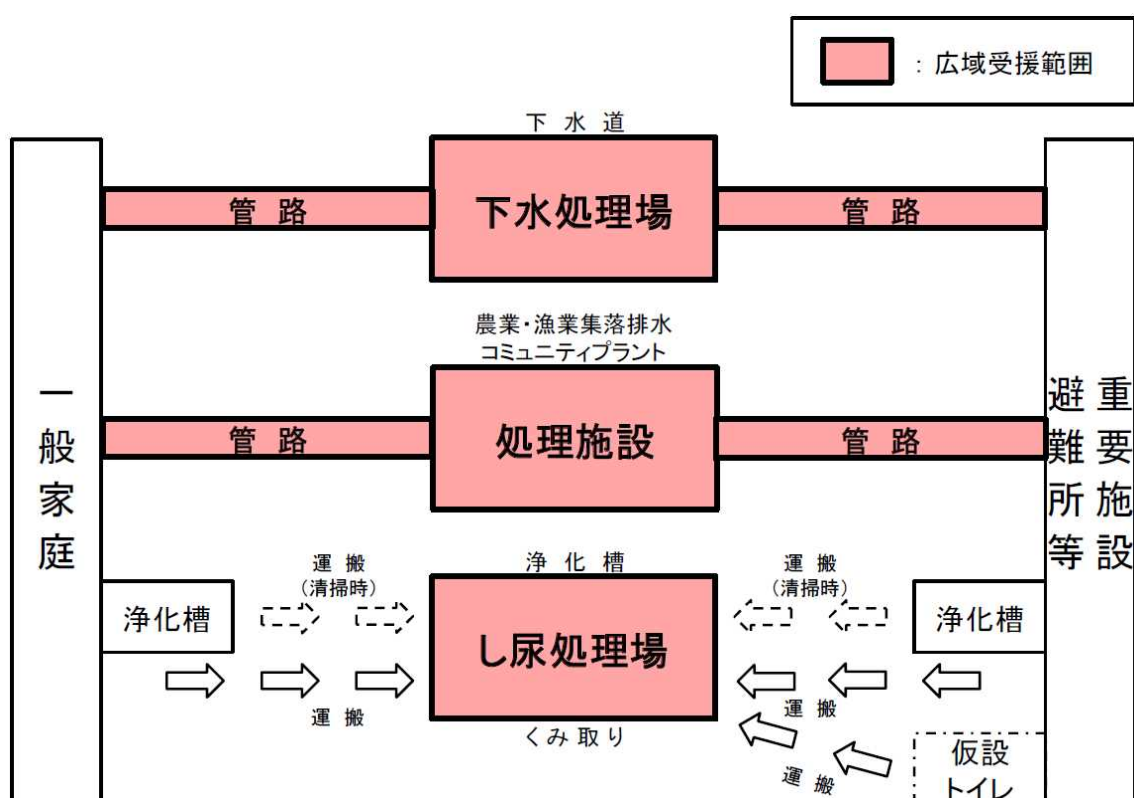 ：広域受援範囲
下水道
管路
下水処理場
管路
農業・漁業集落排水
コミュニティプラント
管路
処理施設
管路
一般家庭
重要施設
避難所等
運搬
（清掃時）
浄化槽
運搬
（清掃時）
浄化槽
し尿処理場
浄化槽
運搬
くみ取り
運搬
運搬
仮設
トイレ